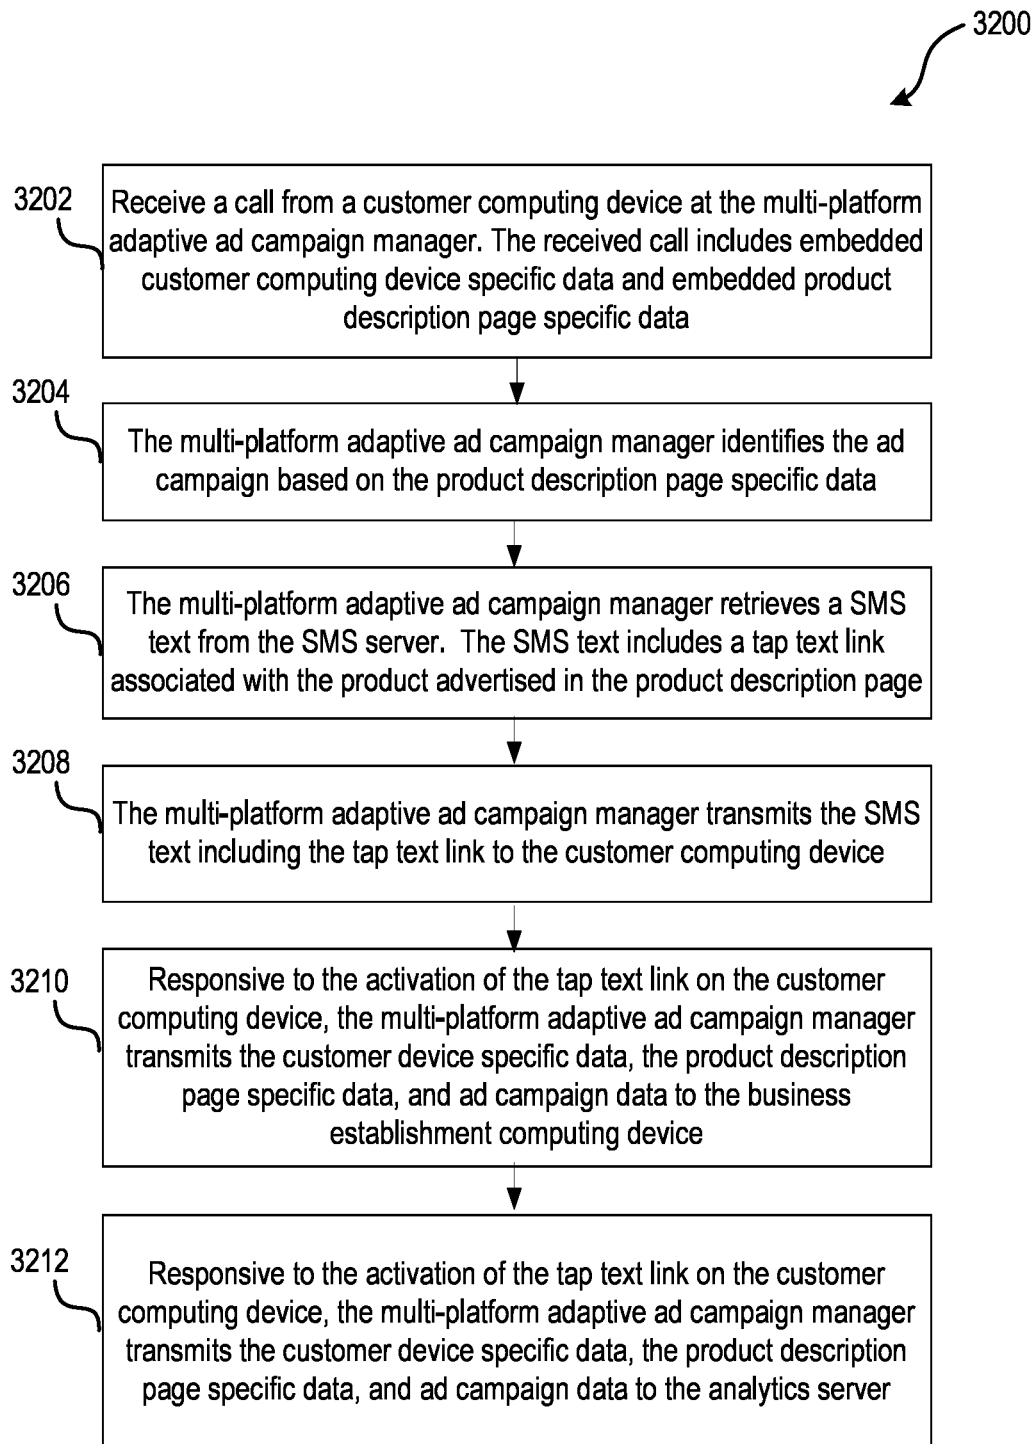 3200
3202
Receive a call from a customer computing device at the multi-platform
adaptive ad campaign manager. The received call includes embedded
customer computing device specific data and embedded product
description page specific data
3204
The multi-platform adaptive ad campaign manager identifies the ad
campaign based on the product description page specific data
3206
The multi-platform adaptive ad campaign manager retrieves a SMS
text from the SMS server. The SMS text includes a tap text link
associated with the product advertised in the product description page
3208
The multi-platform adaptive ad campaign manager transmits the SMS
text including the tap text link to the customer computing device
3210
Responsive to the activation of the tap text link on the customer
computing device, the multi-platform adaptive ad campaign manager
transmits the customer device specific data, the product description
page specific data, and ad campaign data to the business
establishment computing device
3212
Responsive to the activation of the tap text link on the customer
computing device, the multi-platform adaptive ad campaign manager
transmits the customer device specific data, the product description
page specific data, and ad campaign data to the analytics server